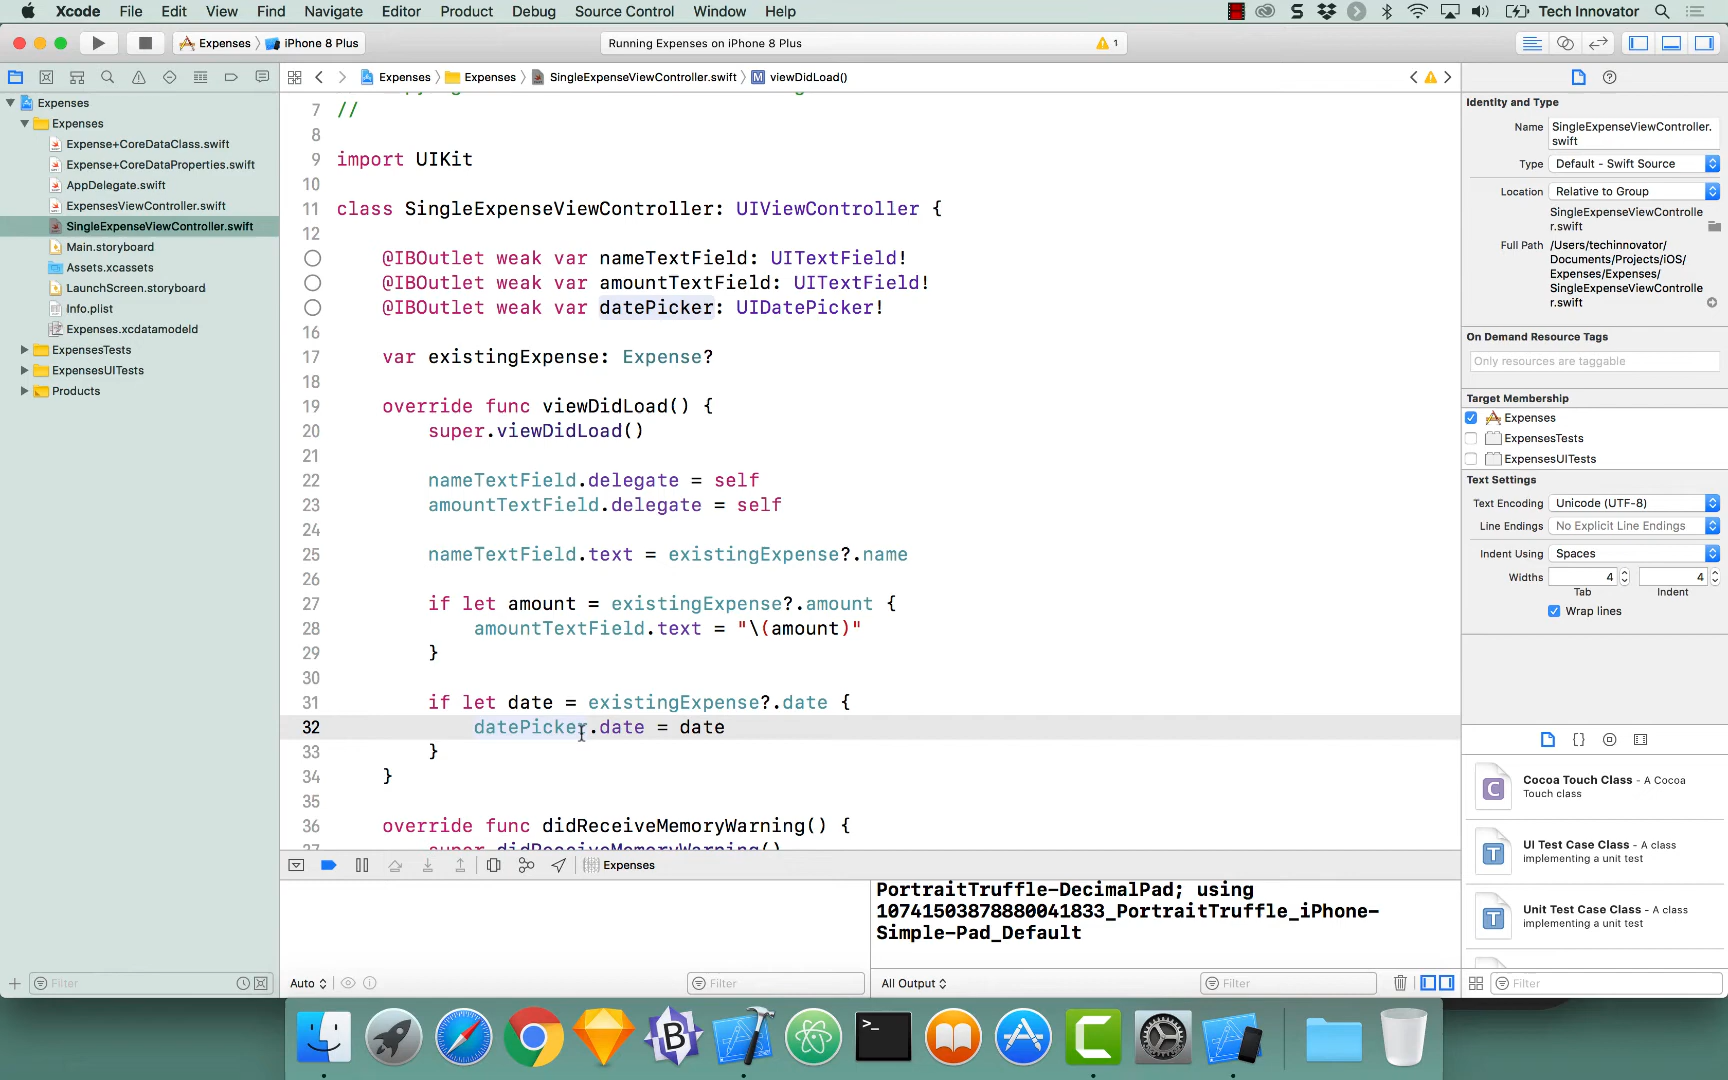 Xcode File Edit View Find Navigate Editor Product Debug Source Control Window Help Tech Innovator
Expenses iPhone 8 Plus Running Expenses on iPhone 8 Plus 1
Expenses Expenses SingleExpenseViewController.swift M viewDidLoad()
Expenses
Expenses
Expense+CoreDataClass.swift
Expense+CoreDataProperties.swift
AppDelegate.swift
ExpensesViewController.swift
SingleExpenseViewController.swift
Main.storyboard
Assets.xcassets
LaunchScreen.storyboard
Info.plist
Expenses.xcdatamodeld
ExpensesTests
ExpensesUITests
Products
Filter
7 //
8
9 import UIKit
10
11 class SingleExpenseViewController: UIViewController {
12
@IBOutlet weak var nameTextField: UITextField!
@IBOutlet weak var amountTextField: UITextField!
@IBOutlet weak var datePicker: UIDatePicker!
16
17 var existingExpense: Expense?
18
19 override func viewDidLoad() {
20 super.viewDidLoad()
21
22 nameTextField.delegate = self
23 amountTextField.delegate = self
24
25 nameTextField.text = existingExpense?.name
26
27 if let amount = existingExpense?.amount {
28 amountTextField.text = "\(amount)"
29 }
30
31 if let date = existingExpense?.date {
32 datePicker.date = date
33 }
34 }
35
36 override func didReceiveMemoryWarning() {
super.didReceiveMemoryWarning()
Expenses
PortraitTruffle-DecimalPad; using
10741503878880041833_PortraitTruffle_iPhone-
Simple-Pad_Default
Auto Filter All Output Filter
Identity and Type
Name SingleExpenseViewController.
swift
Type Default - Swift Source
Location Relative to Group
SingleExpenseViewControlle
r.swift
Full Path /Users/techinnovator/
Documents/Projects/iOS/
Expenses/Expenses/
SingleExpenseViewControlle
r.swift
On Demand Resource Tags
Only resources are taggable
Target Membership
Expenses
ExpensesTests
ExpensesUITests
Text Settings
Text Encoding Unicode (UTF-8)
Line Endings No Explicit Line Endings
Indent Using Spaces
Widths 4 4
Tab Indent
Wrap lines
Cocoa Touch Class - A Cocoa
Touch class
UI Test Case Class - A class
implementing a unit test
Unit Test Case Class - A class
implementing a unit test
Filter